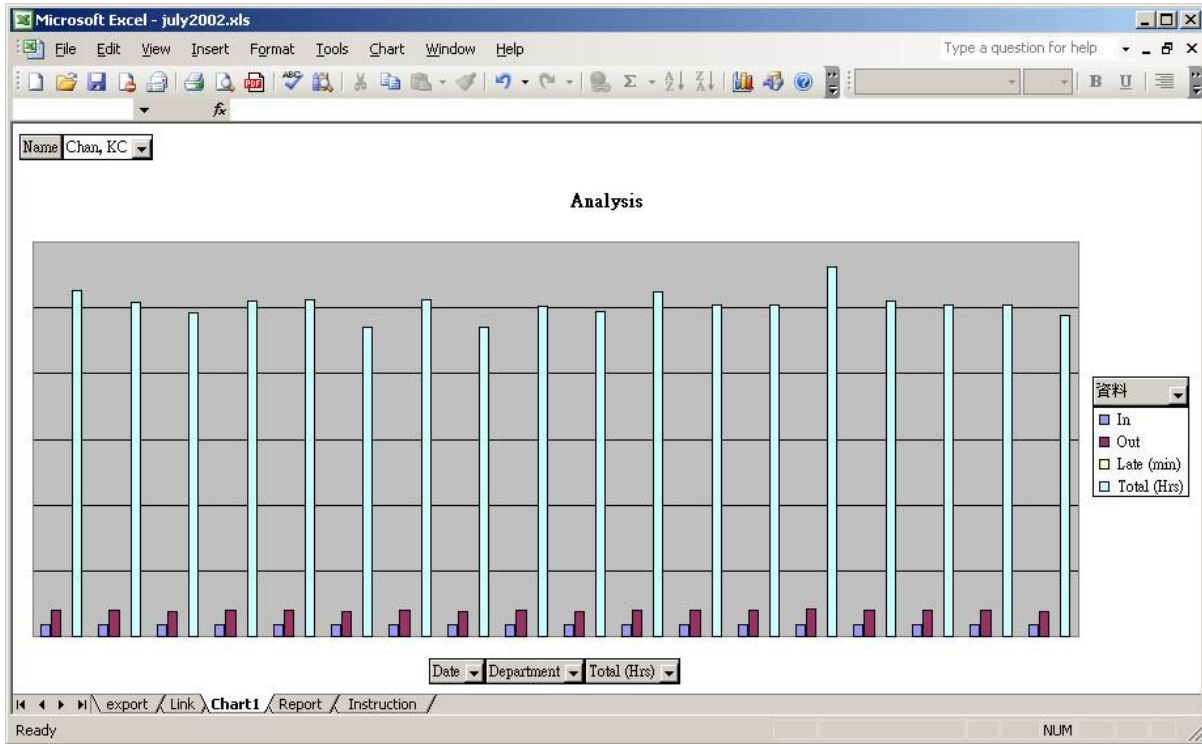 Microsoft Excel - july2002.xls
File Edit View Insert Format Tools Chart Window Help Type a question for help
Name Chan, KC
Analysis
資料
In
Out
Late (min)
Total (Hrs)
Date Department Total (Hrs)
export Link Chart1 Report Instruction
Ready NUM